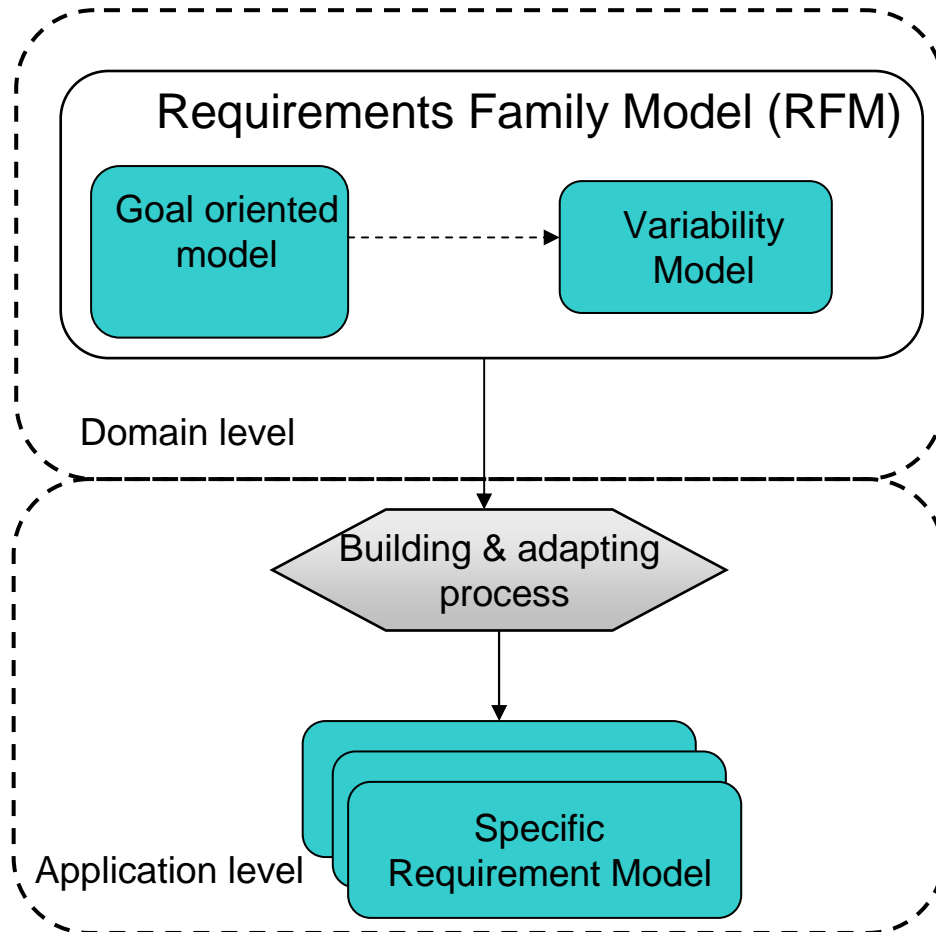 Requirements Family Model (RFM)
Goal oriented
model
Variability
Model
Domain level
Building & adapting
process
Specific
Requirement Model
Application level